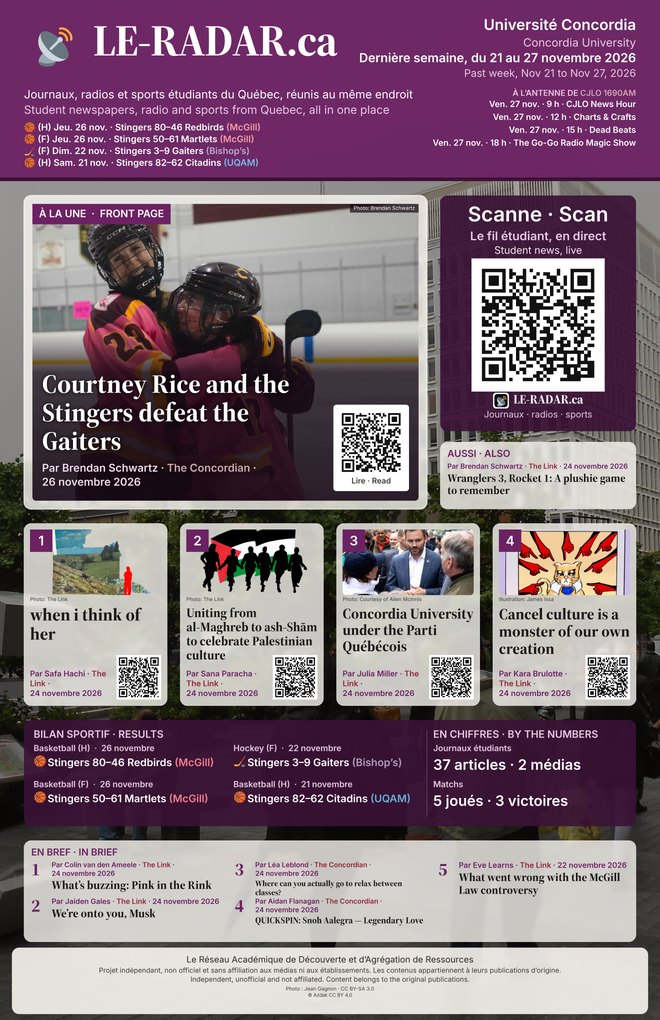 LE-RADAR.ca
Journaux, radios et sports étudiants du Québec, réunis au même endroit
Student newspapers, radio and sports from Quebec, all in one place
(H) Jeu. 26 nov. · Stingers 80–46 Redbirds (McGill)
(F) Jeu. 26 nov. · Stingers 50–61 Martlets (McGill)
(F) Dim. 22 nov. · Stingers 3–9 Gaiters (Bishop's)
(H) Sam. 21 nov. · Stingers 82–62 Citadins (UQAM)
Université Concordia
Concordia University
Dernière semaine, du 21 au 27 novembre 2026
Past week, Nov 21 to Nov 27, 2026
À L'ANTENNE DE CJLO 1690AM
Ven. 27 nov. · 9 h · CJLO News Hour
Ven. 27 nov. · 12 h · Charts & Crafts
Ven. 27 nov. · 15 h · Dead Beats
Ven. 27 nov. · 18 h · The Go-Go Radio Magic Show
À LA UNE · FRONT PAGE
Photo: Brendan Schwartz
Courtney Rice and the
Stingers defeat the
Gaiters
Par Brendan Schwartz · The Concordian ·
26 novembre 2026
Lire · Read
Scanne · Scan
Le fil étudiant, en direct
Student news, live
LE-RADAR.ca
Journaux · radios · sports
AUSSI · ALSO
Par Brendan Schwartz · The Link · 24 novembre 2026
Wranglers 3, Rocket 1: A plushie game
to remember
1
Photo: The Link
when i think of
her
Par Safa Hachi · The
Link ·
24 novembre 2026
2
Photo: The Link
Uniting from
al-Maghreb to ash-Shām
to celebrate Palestinian
culture
Par Sana Paracha ·
The Link ·
24 novembre 2026
3
Photo: Courtesy of Allen McInnis
Concordia University
under the Parti
Québécois
Par Julia Miller · The
Link ·
24 novembre 2026
4
Illustration: James Issa
Cancel culture is a
monster of our own
creation
Par Kara Brulotte ·
The Link ·
24 novembre 2026
BILAN SPORTIF · RESULTS
Basketball (H) · 26 novembre
Stingers 80–46 Redbirds (McGill)
Basketball (F) · 26 novembre
Stingers 50–61 Martlets (McGill)
Hockey (F) · 22 novembre
Stingers 3–9 Gaiters (Bishop's)
Basketball (H) · 21 novembre
Stingers 82–62 Citadins (UQAM)
EN CHIFFRES · BY THE NUMBERS
Journaux étudiants
37 articles · 2 médias
Matchs
5 joués · 3 victoires
EN BREF · IN BRIEF
1
Par Colin van den Ameele · The Link ·
24 novembre 2026
What's buzzing: Pink in the Rink
2
Par Jaiden Gales · The Link · 24 novembre 2026
We're onto you, Musk
3
Par Léa Leblond · The Concordian ·
24 novembre 2026
Where can you actually go to relax between
classes?
4
Par Aidan Flanagan · The Concordian ·
24 novembre 2026
QUICKSPIN: Snoh Aalegra — Legendary Love
5
Par Eve Learns · The Link · 22 novembre 2026
What went wrong with the McGill
Law controversy
Le Réseau Académique de Découverte et d'Agrégation de Ressources
Projet indépendant, non officiel et sans affiliation aux médias ni aux établissements. Les contenus appartiennent à leurs publications d'origine.
Independent, unofficial and not affiliated. Content belongs to the original publications.
Photo : Jean Gagnon · CC BY-SA 3.0
© Azdak CC BY 4.0